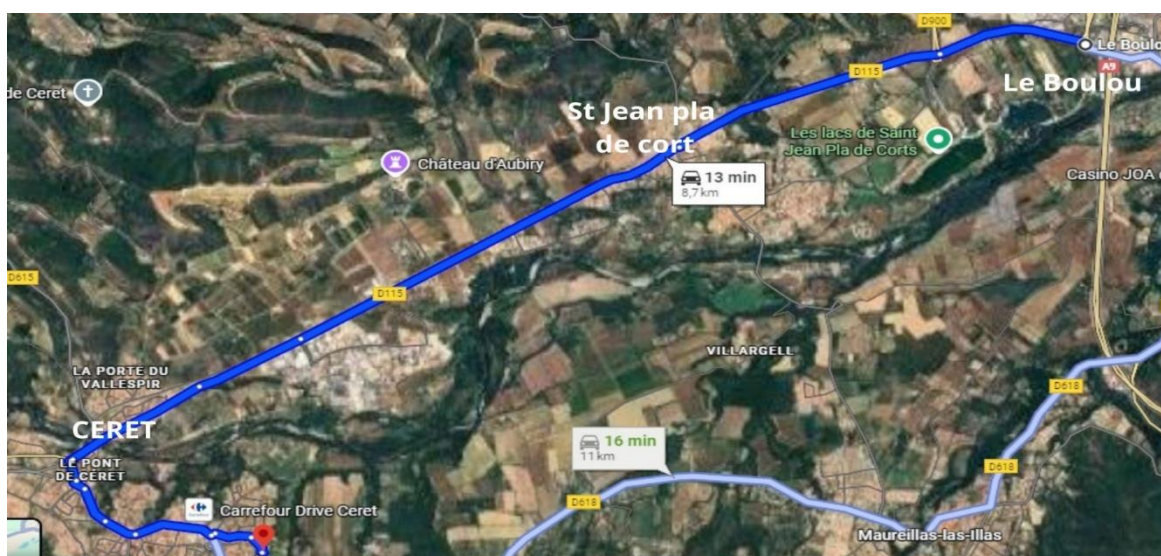 D900
Le Boulo
A9
de Ceret
D115
Le Boulou
St Jean pla
de cort
Les lacs de Saint
Jean Pla de Corts
Château d'Aubiry
13 min
8,7 km
Casino JOA
D615
D115
VILLARGELL
LA PORTE DU
VALLESPIR
D618
CERET
16 min
11 km
LE PONT
DE CÉRET
D618
D618
Carrefour Drive Ceret
Maureillas-las-Illas